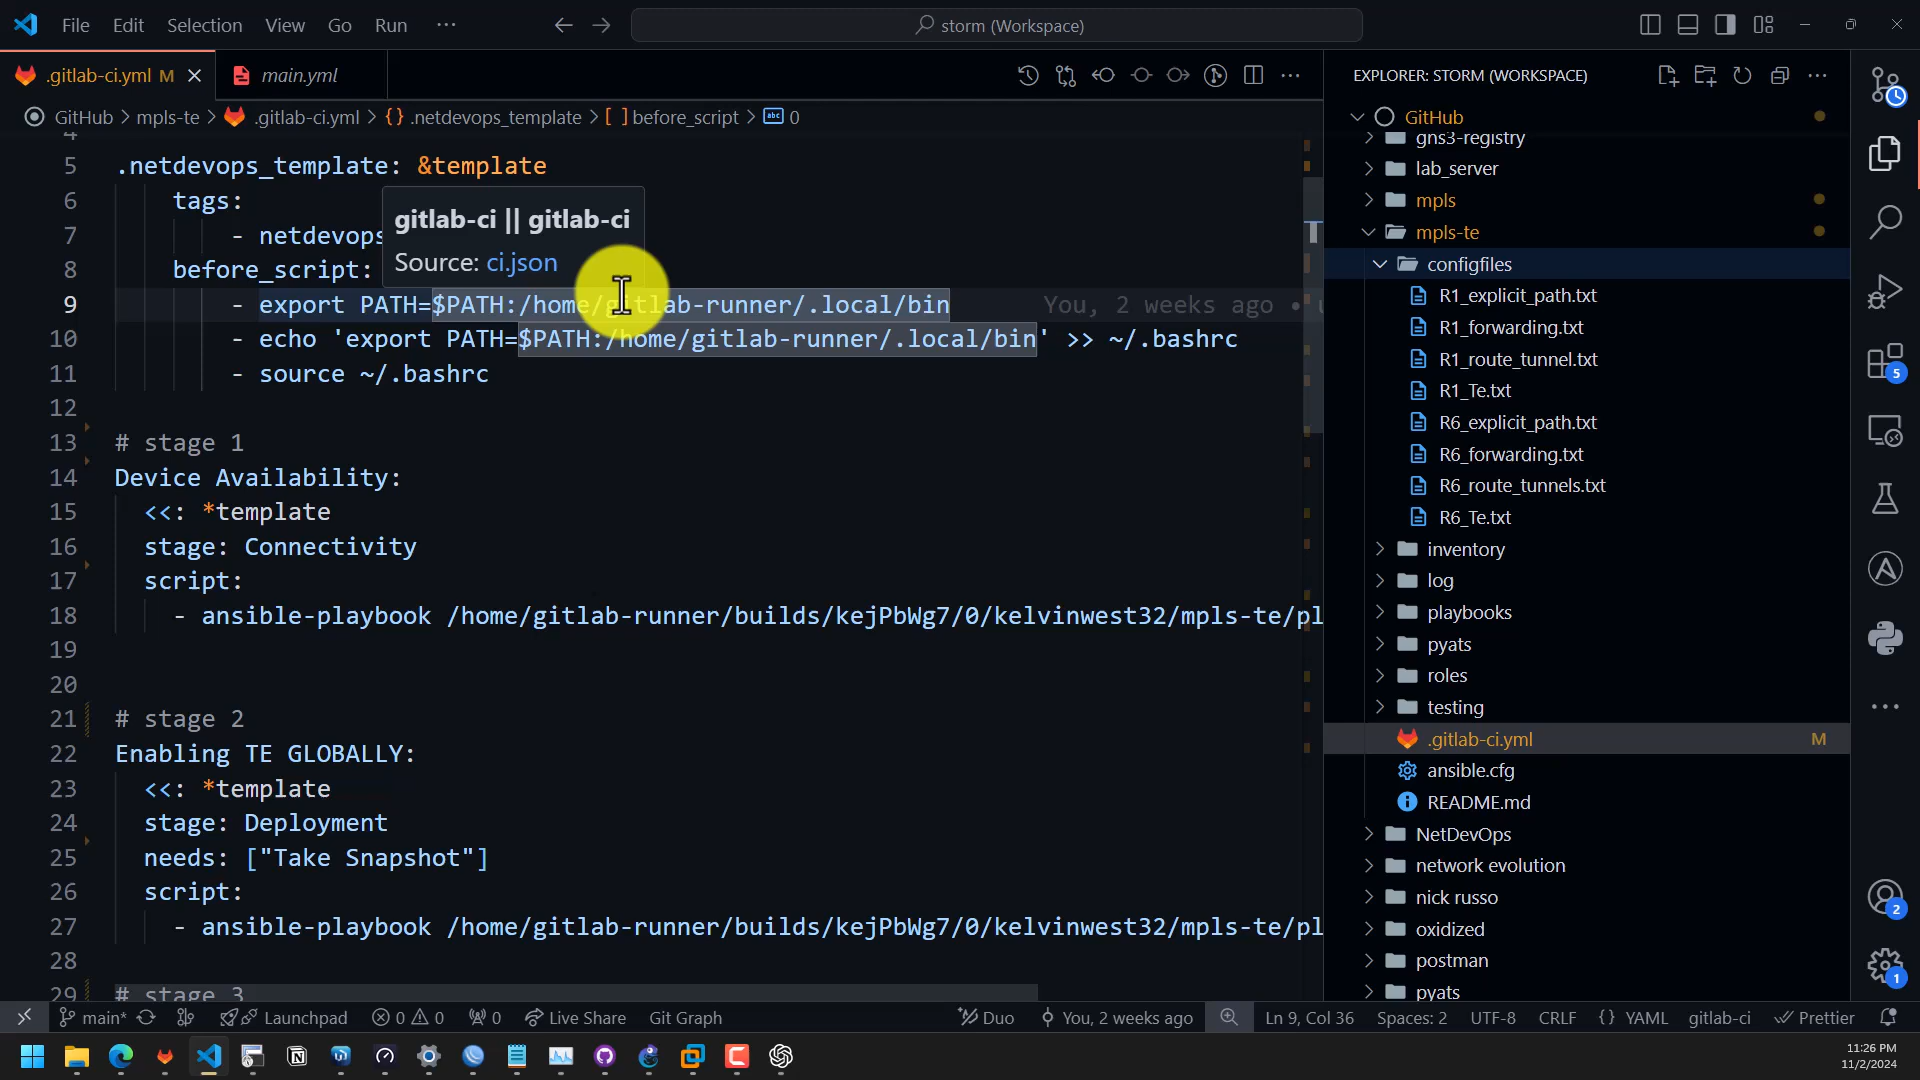 File Edit Selection View Go Run ··· storm (Workspace)
.gitlab-ci.yml M main.yml
GitHub > mpls-te > .gitlab-ci.yml > {} .netdevops_template > [ ] before_script > abc 0
4
5 .netdevops_template: &template
6 tags:
7 - netdevops
8 before_script:
9 - export PATH=$PATH:/home/gitlab-runner/.local/bin You, 2 weeks ago •
10 - echo 'export PATH=$PATH:/home/gitlab-runner/.local/bin' >> ~/.bashrc
11 - source ~/.bashrc
12
13 # stage 1
14 Device Availability:
15 <<: *template
16 stage: Connectivity
17 script:
18 - ansible-playbook /home/gitlab-runner/builds/kejPbWg7/0/kelvinwest32/mpls-te/pl
19
20
21 # stage 2
22 Enabling TE GLOBALLY:
23 <<: *template
24 stage: Deployment
25 needs: ["Take Snapshot"]
26 script:
27 - ansible-playbook /home/gitlab-runner/builds/kejPbWg7/0/kelvinwest32/mpls-te/pl
28
29 # stage 3
gitlab-ci || gitlab-ci
Source: ci.json
EXPLORER: STORM (WORKSPACE)
GitHub
gns3-registry
lab_server
mpls
mpls-te
configfiles
R1_explicit_path.txt
R1_forwarding.txt
R1_route_tunnel.txt
R1_Te.txt
R6_explicit_path.txt
R6_forwarding.txt
R6_route_tunnels.txt
R6_Te.txt
inventory
log
playbooks
pyats
roles
testing
.gitlab-ci.yml M
ansible.cfg
README.md
NetDevOps
network evolution
nick russo
oxidized
postman
pyats
5
2
1
main* Launchpad 0 0 0 Live Share Git Graph Duo You, 2 weeks ago Ln 9, Col 36 Spaces: 2 UTF-8 CRLF {} YAML gitlab-ci Prettier
11:26 PM
11/2/2024